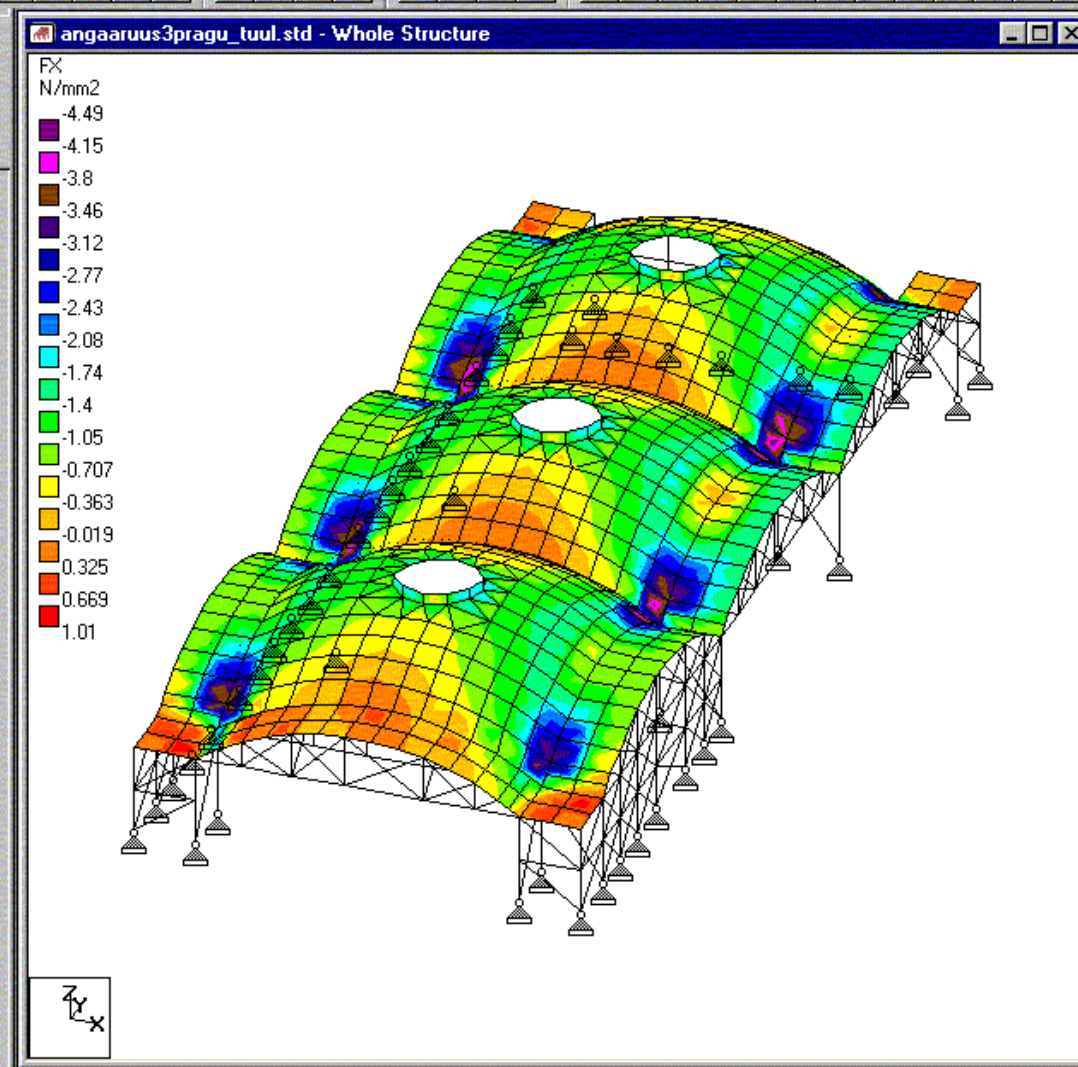 angaaruus3pragu_tuul.std - Whole Structure
FX
N/mm2
-4.49
-4.15
-3.8
-3.46
-3.12
-2.77
-2.43
-2.08
-1.74
-1.4
-1.05
-0.707
-0.363
-0.019
0.325
0.669
1.01
Z
Y
X